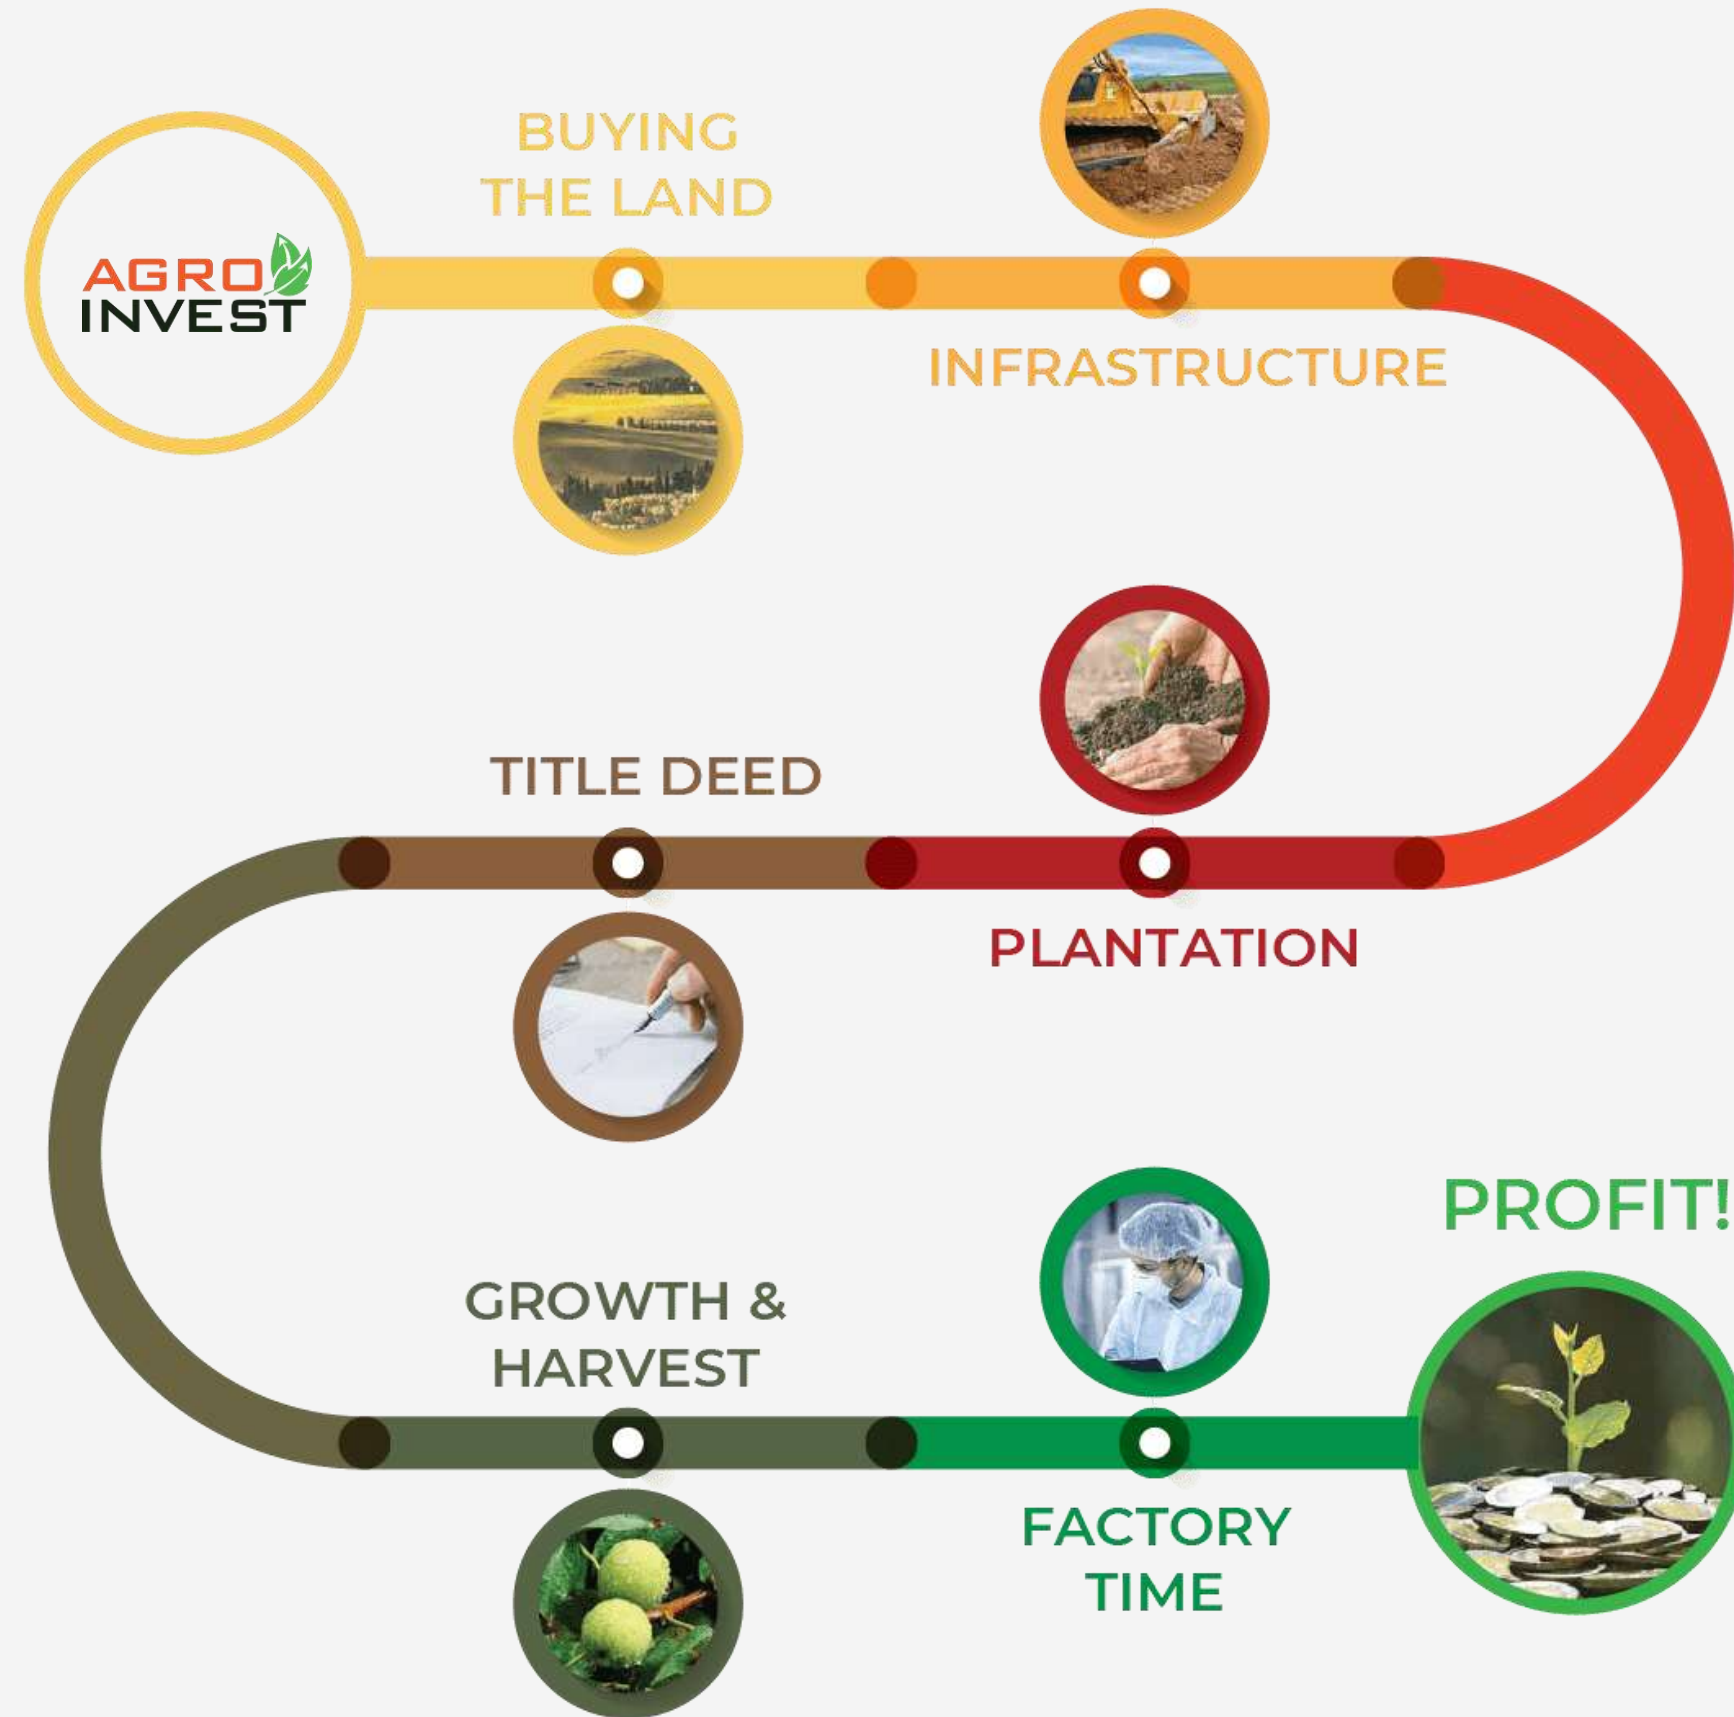 AGRO
INVEST
BUYING
THE LAND
INFRASTRUCTURE
PLANTATION
TITLE DEED
GROWTH &
HARVEST
FACTORY
TIME
PROFIT!